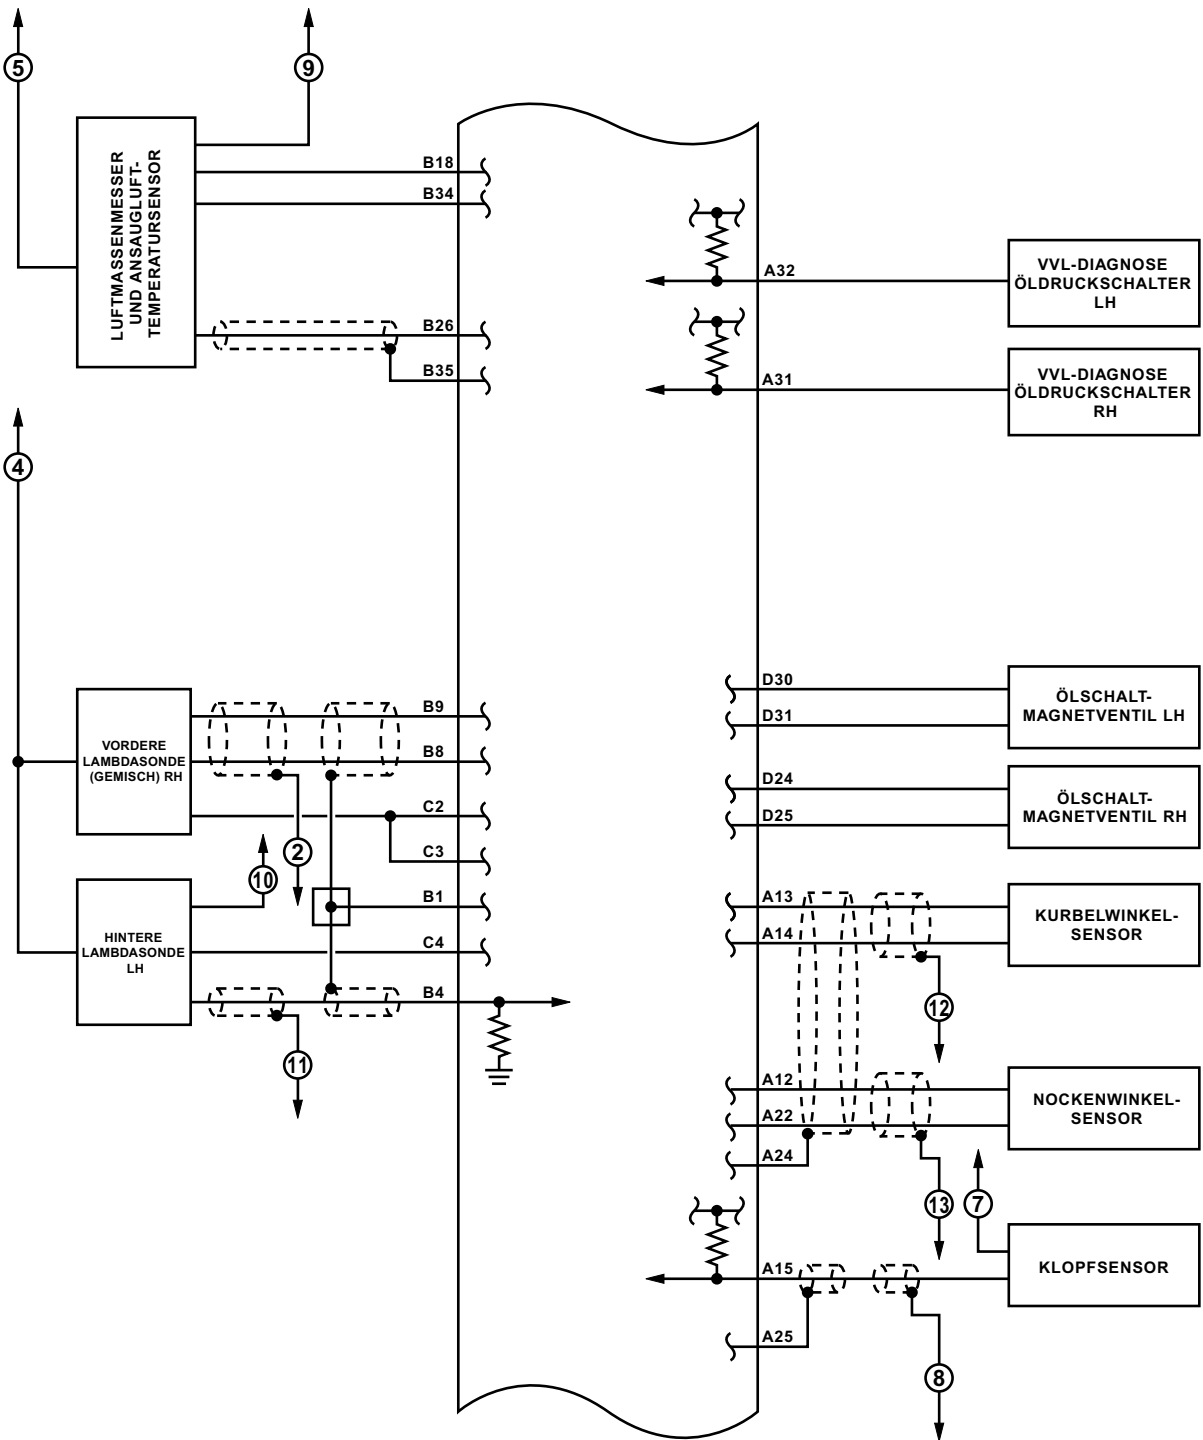 5
9
LUFTMASSENMESSER
UND ANSAUGLUFT-
TEMPERATURSENSOR
B18
B34
B26
B35
A32
VVL-DIAGNOSE
ÖLDRUCKSCHALTER
LH
A31
VVL-DIAGNOSE
ÖLDRUCKSCHALTER
RH
4
VORDERE
LAMBDASONDE
(GEMISCH) RH
B9
B8
C2
C3
2
10
HINTERE
LAMBDASONDE
LH
B1
C4
B4
11
D30
D31
ÖLSCHALT-
MAGNETVENTIL LH
D24
D25
ÖLSCHALT-
MAGNETVENTIL RH
A13
A14
KURBELWINKEL-
SENSOR
12
A12
A22
A24
NOCKENWINKEL-
SENSOR
13
7
A15
KLOPFSENSOR
A25
8